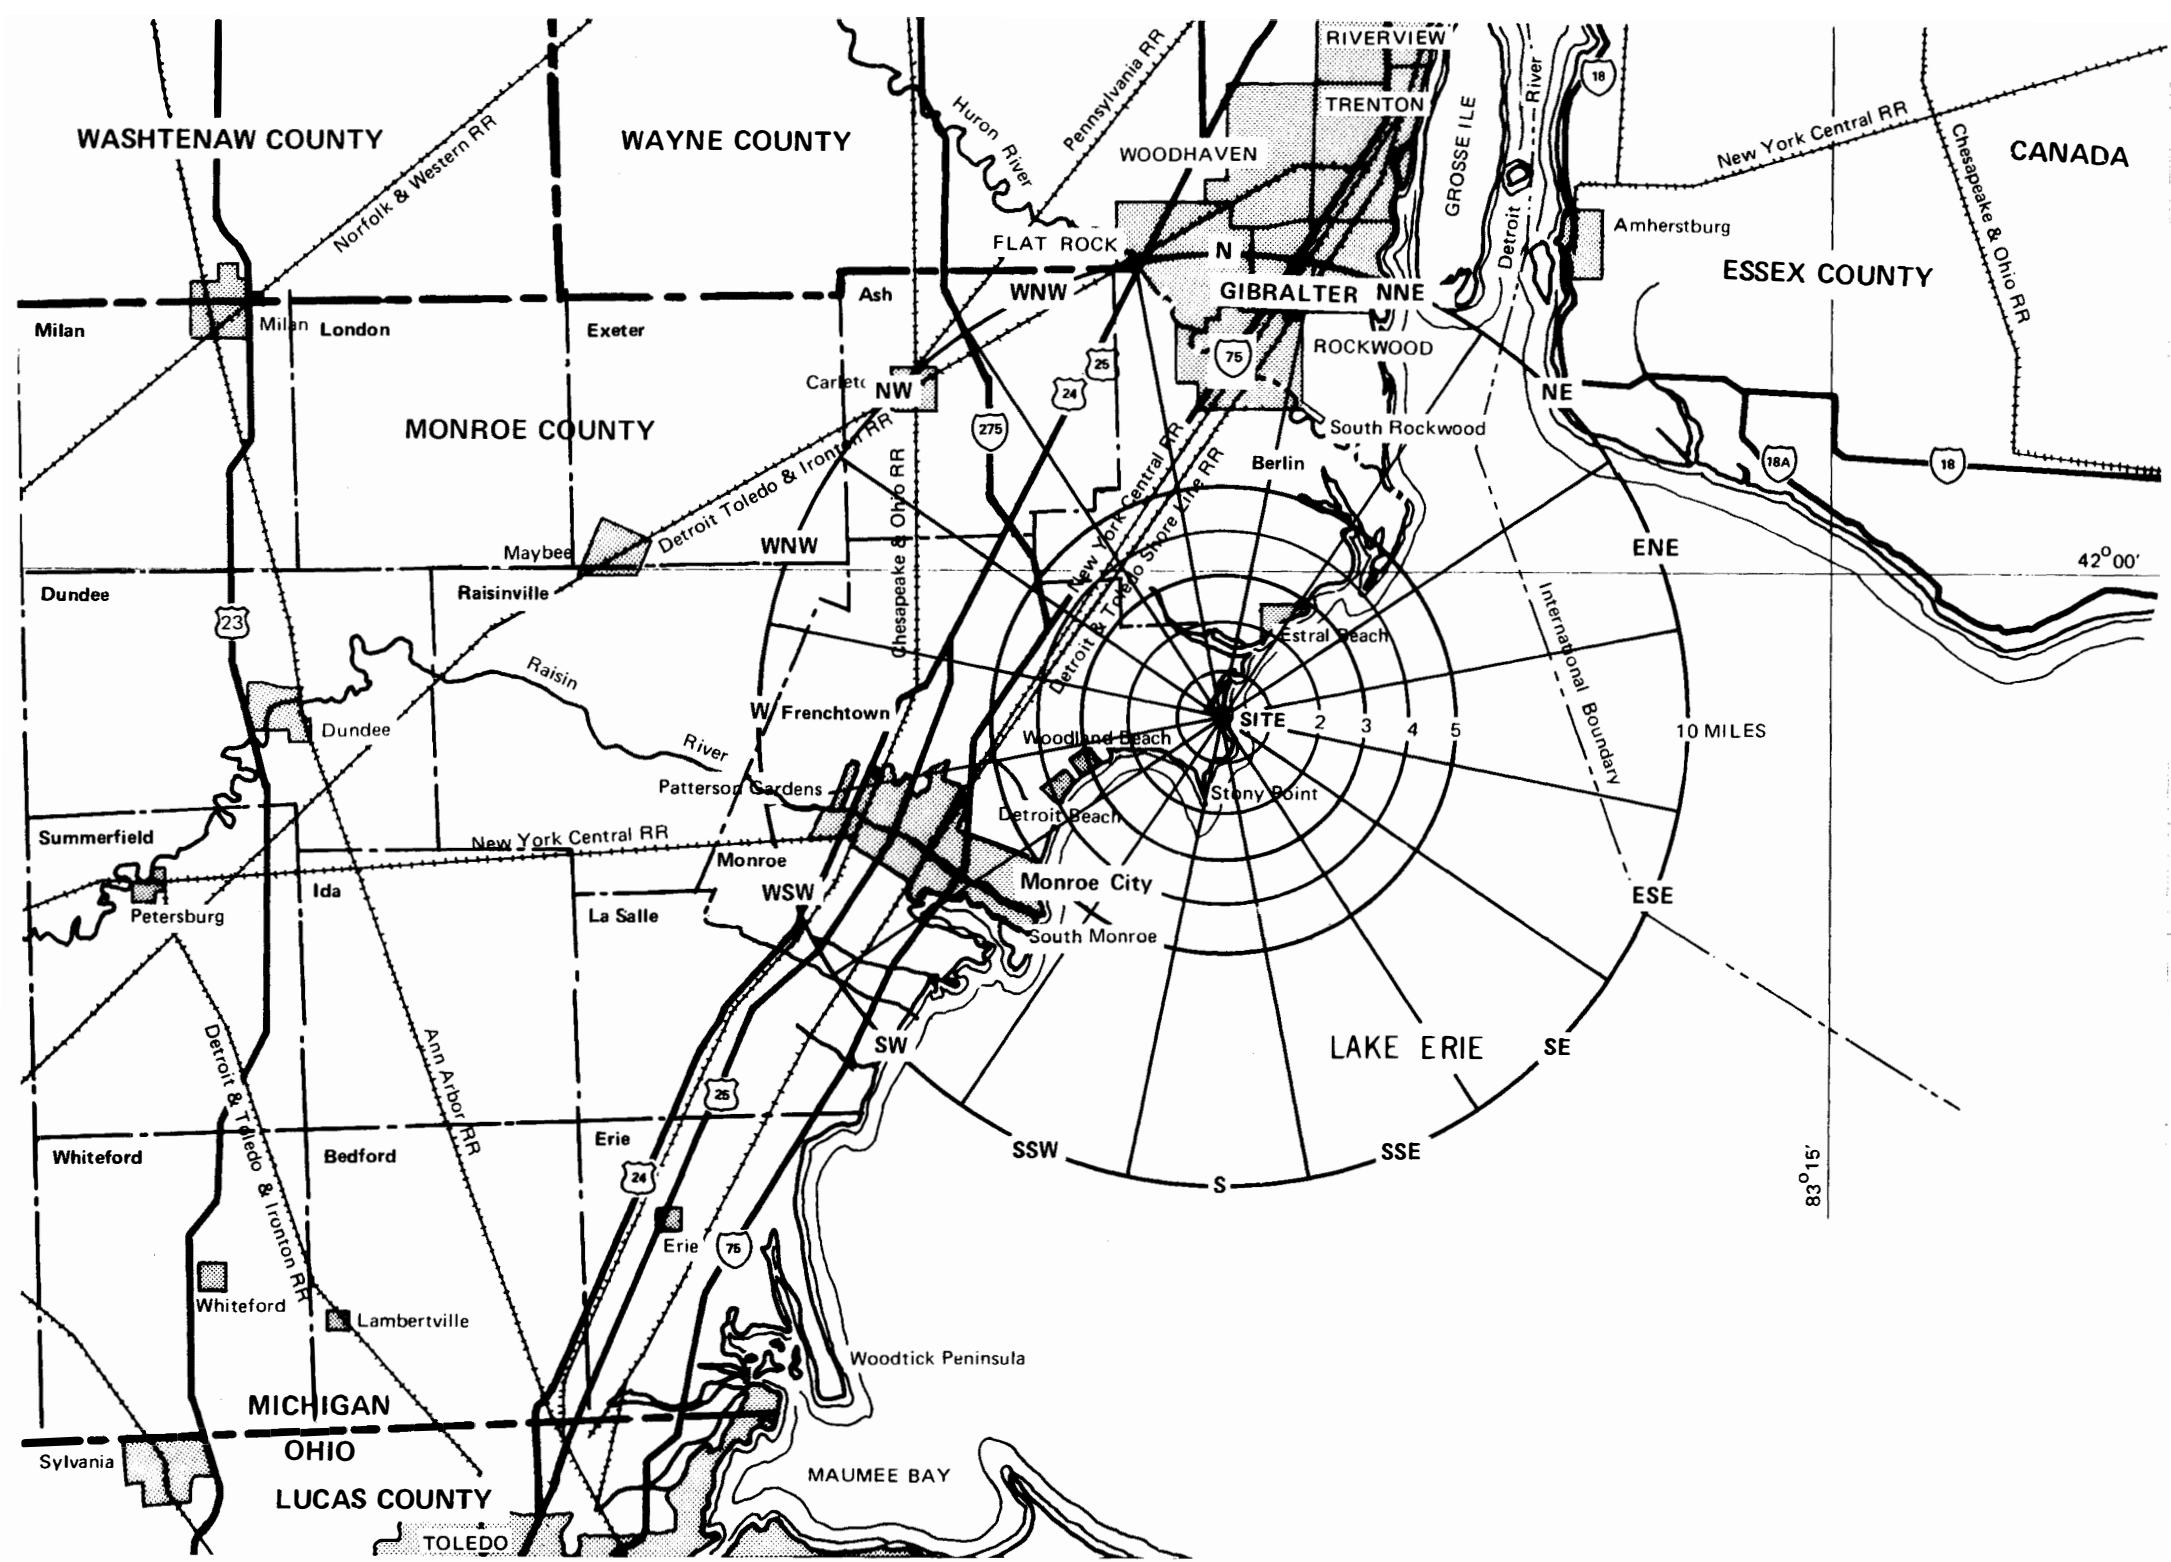 RIVERVIEW
18
Detroit River
Pennsylvania RR
Huron River
TRENTON
GROSSE ILE
WASHTENAW COUNTY
WAYNE COUNTY
Norfolk & Western RR
New York Central RR
Chesapeake & Ohio RR
CANADA
WOODHAVEN
Amherstburg
FLAT ROCK
N
ESSEX COUNTY
Ash
WNW
GIBRALTER
NNE
Milan
Milan
London
Exeter
ROCKWOOD
75
25
24
NW
NE
MONROE COUNTY
275
South Rockwood
Detroit Toledo & Ironton RR
Chesapeake & Ohio RR
New York Central RR
Detroit & Toledo Shore Line RR
Berlin
18A
18
Maybee
WNW
ENE
42°00'
Dundee
Raisinville
23
International Boundary
Estral Beach
Raisin
River
W
Frenchtown
SITE
2
3
4
5
10 MILES
Dundee
Woodland Beach
Patterson Gardens
Stony Point
Detroit Beach
Summerfield
New York Central RR
Monroe
Ida
WSW
Monroe City
ESE
Petersburg
La Salle
South Monroe
Detroit & Toledo & Ironton RR
Ann Arbor RR
SW
LAKE ERIE
SE
25
Erie
Whiteford
Bedford
SSW
SSE
24
S
83°15'
Erie
75
Whiteford
Lambertville
Woodtick Peninsula
MICHIGAN
OHIO
Sylvania
MAUMEE BAY
LUCAS COUNTY
TOLEDO